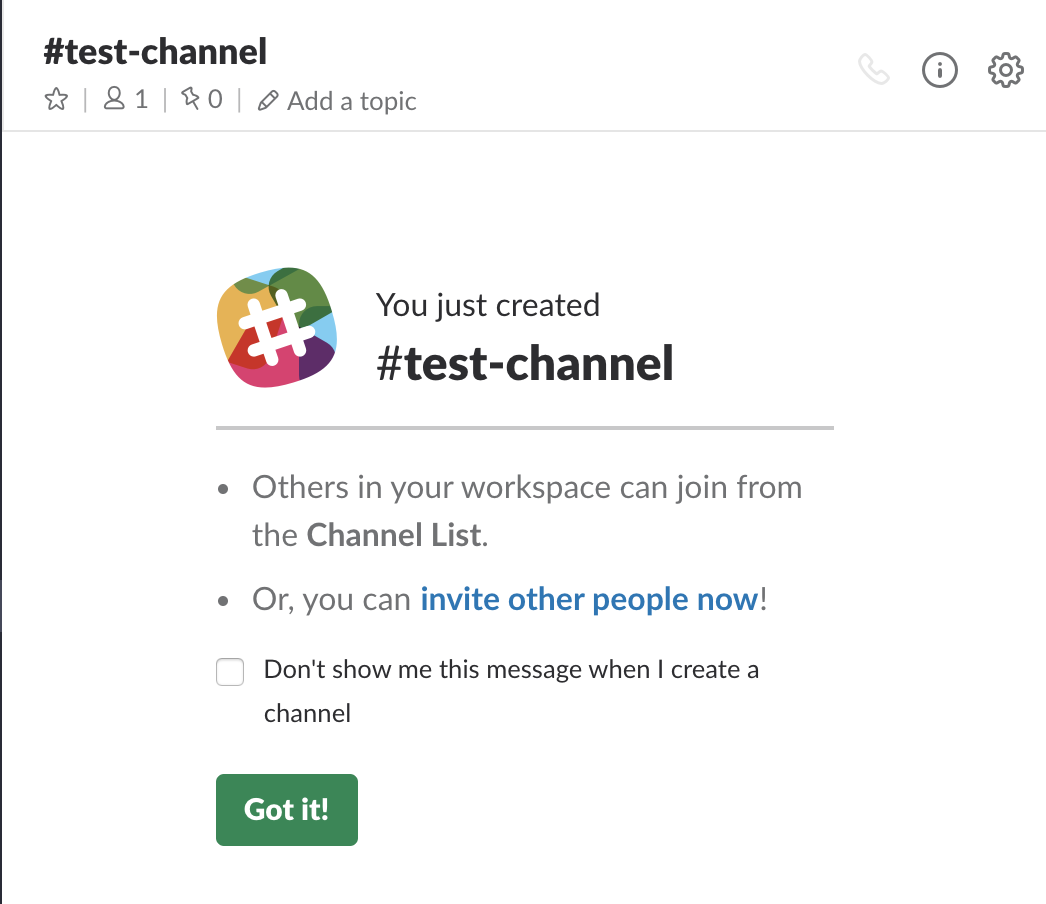 #test-channel
1 | 0 | Add a topic
You just created
#test-channel
• Others in your workspace can join from
the Channel List.
• Or, you can invite other people now!
Don't show me this message when I create a
channel
Got it!